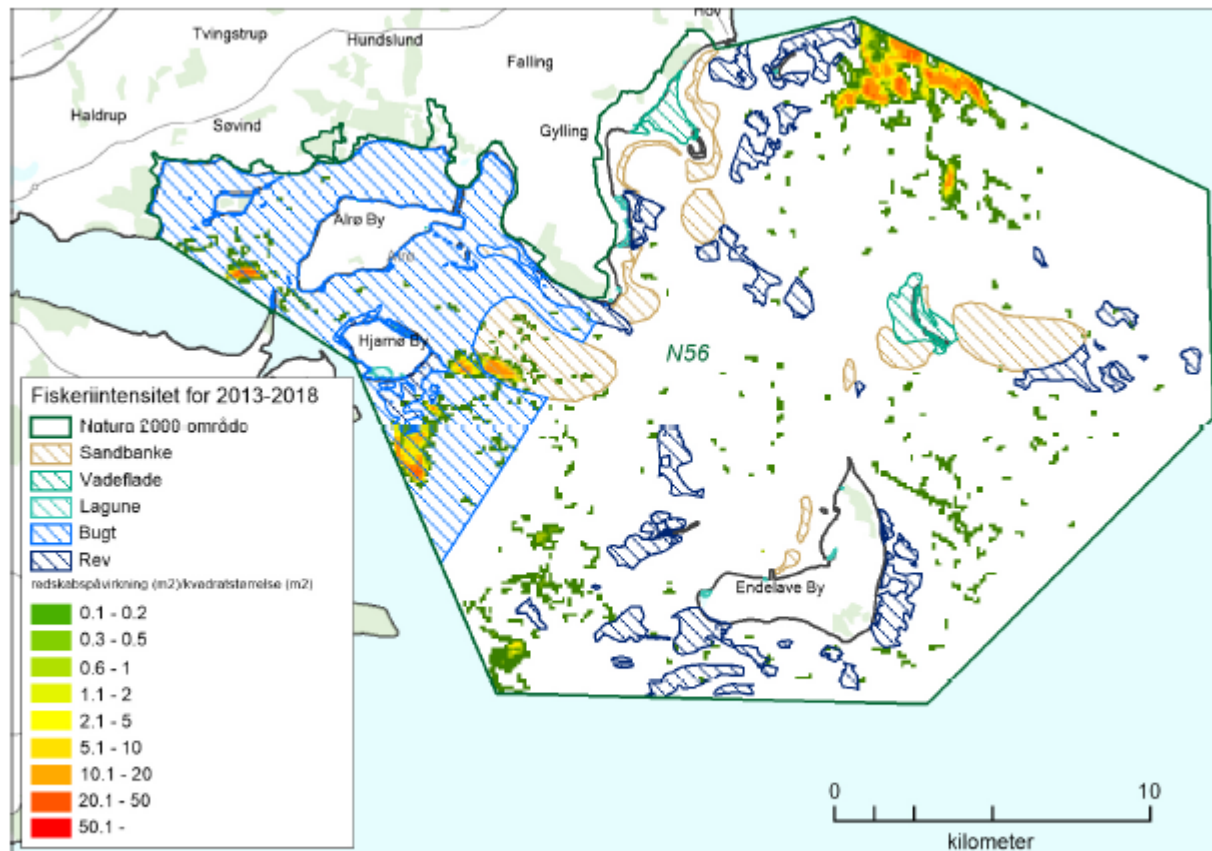 Hov
Tvingstrup
Hundslund
Falling
Haldrup
Søvind
Gylling
Alrø By
Alrø
Hjarnø By
N56
Endelave By
Fiskeriintensitet for 2013-2018
Natura 2000 område
Sandbanke
Vadeflade
Lagune
Bugt
Rev
redskabspåvirkning (m2)/kvadratstørrelse (m2)
0.1 - 0.2
0.3 - 0.5
0.6 - 1
1.1 - 2
2.1 - 5
5.1 - 10
10.1 - 20
20.1 - 50
50.1 -
0 10
kilometer